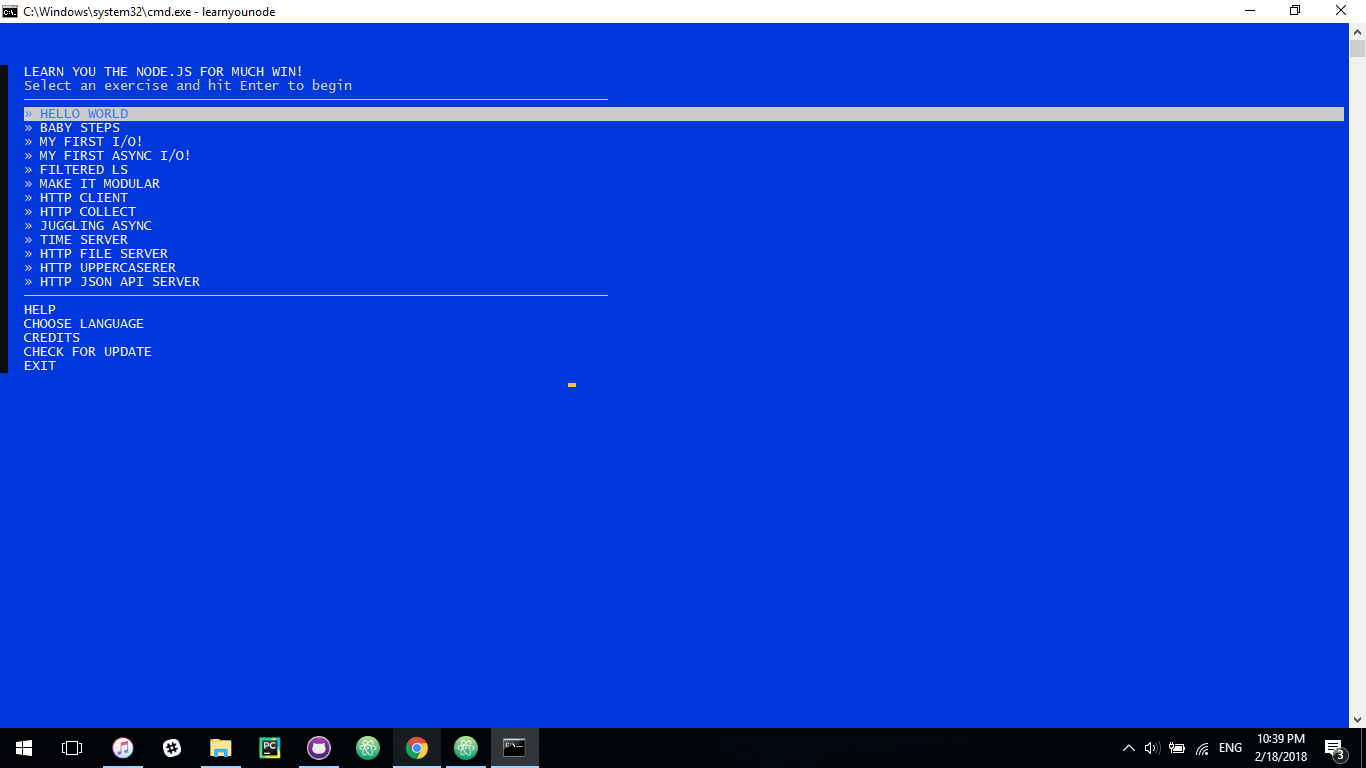 C:\Windows\system32\cmd.exe - learnyounode
LEARN YOU THE NODE.JS FOR MUCH WIN!
Select an exercise and hit Enter to begin
» HELLO WORLD
» BABY STEPS
» MY FIRST I/O!
» MY FIRST ASYNC I/O!
» FILTERED LS
» MAKE IT MODULAR
» HTTP CLIENT
» HTTP COLLECT
» JUGGLING ASYNC
» TIME SERVER
» HTTP FILE SERVER
» HTTP UPPERCASERER
» HTTP JSON API SERVER
HELP
CHOOSE LANGUAGE
CREDITS
CHECK FOR UPDATE
EXIT
PC
C:\.
ENG
10:39 PM
2/18/2018
3